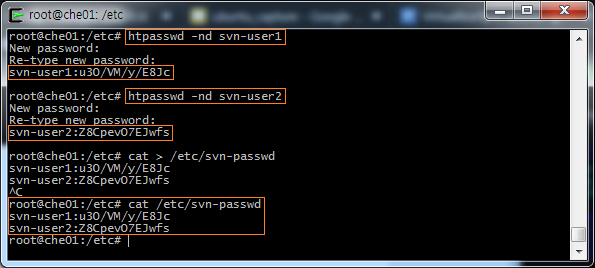 root@che01: /etc
root@che01:/etc# htpasswd -nd svn-user1
New password:
Re-type new password:
svn-user1:u3O/VM/y/E8Jc
root@che01:/etc# htpasswd -nd svn-user2
New password:
Re-type new password:
svn-user2:Z8CpevO7EJwfs
root@che01:/etc# cat > /etc/svn-passwd
svn-user1:u3O/VM/y/E8Jc
svn-user2:Z8CpevO7EJwfs
^C
root@che01:/etc# cat /etc/svn-passwd
svn-user1:u3O/VM/y/E8Jc
svn-user2:Z8CpevO7EJwfs
root@che01:/etc#